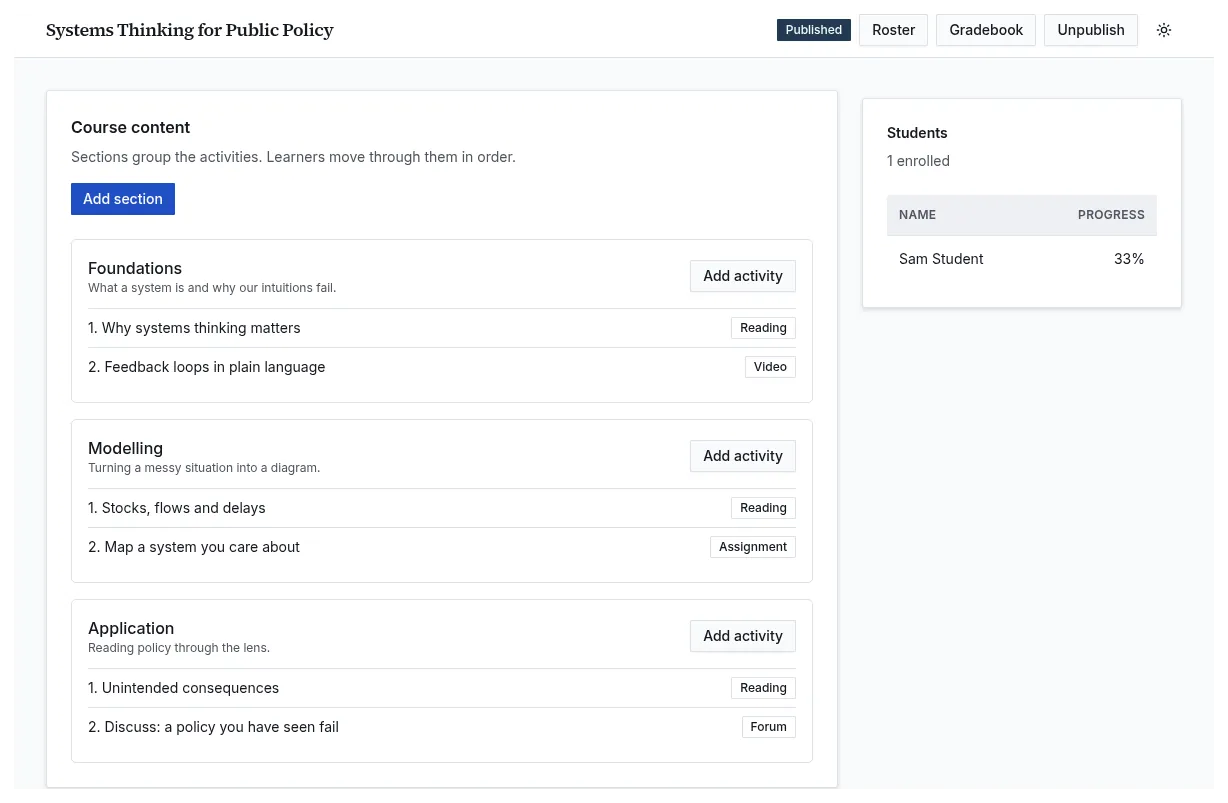 Systems Thinking for Public Policy
Published
Roster
Gradebook
Unpublish
Course content
Sections group the activities. Learners move through them in order.
Add section
Foundations
What a system is and why our intuitions fail.
Add activity
1. Why systems thinking matters
Reading
2. Feedback loops in plain language
Video
Modelling
Turning a messy situation into a diagram.
Add activity
1. Stocks, flows and delays
Reading
2. Map a system you care about
Assignment
Application
Reading policy through the lens.
Add activity
1. Unintended consequences
Reading
2. Discuss: a policy you have seen fail
Forum
Students
1 enrolled
NAME PROGRESS
Sam Student 33%